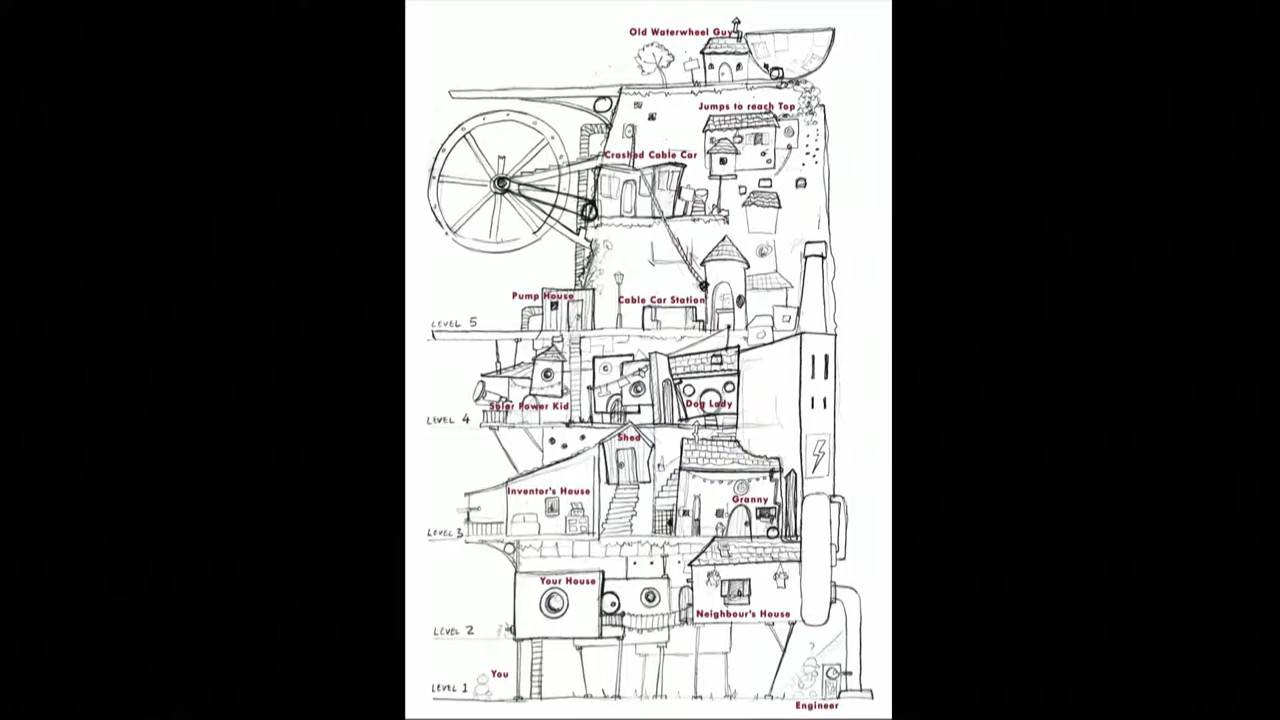 Old Waterwheel Guy
Jumps to reach Top
Crashed Cable Car
Pump House
Cable Car Station
LEVEL 5
Solar Power Kid
Dog Lady
LEVEL 4
Shed
Inventor's House
Granny
LEVEL 3
Your House
Neighbour's House
LEVEL 2
You
LEVEL 1
?
Engineer